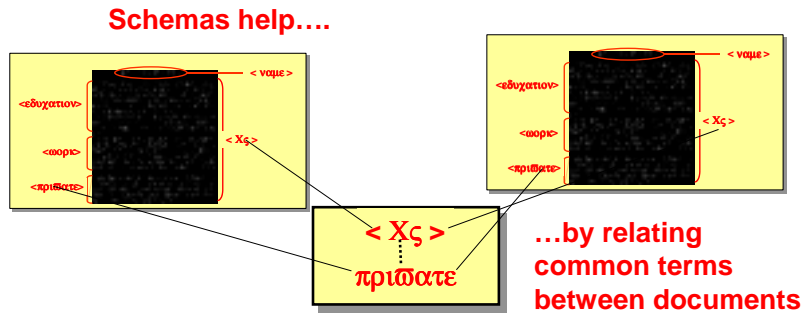 Schemas help….
< ναμε >
<εδυχατιον>
<ωορκ>
<πριϖατε>
< Χς >
< ναμε >
<εδυχατιον>
<ωορκ>
<πριϖατε>
< Χς >
< Χς >
πριϖατε
…by relating
common terms
between documents